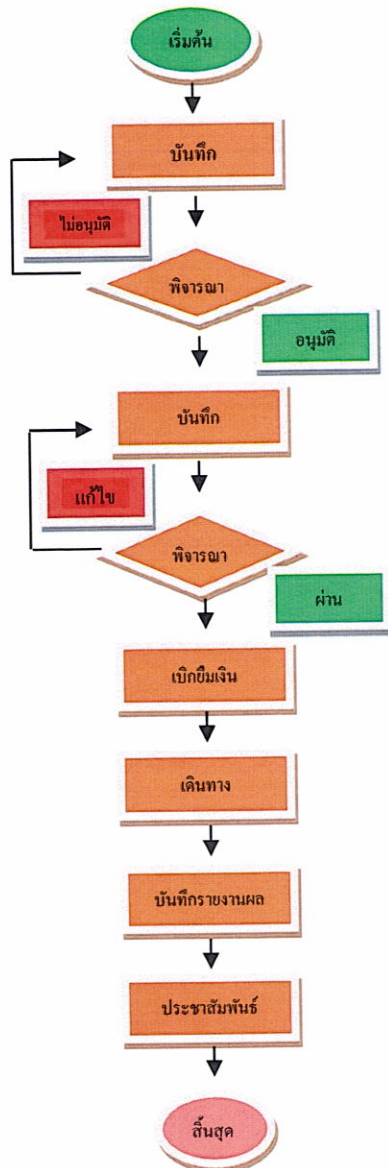 เริ่มต้น
บันทึก
ไม่อนุมัติ
พิจารณา
อนุมัติ
บันทึก
แก้ไข
พิจารณา
ผ่าน
เบิกยืมเงิน
เดินทาง
บันทึกรายงานผล
ประชาสัมพันธ์
สิ้นสุด